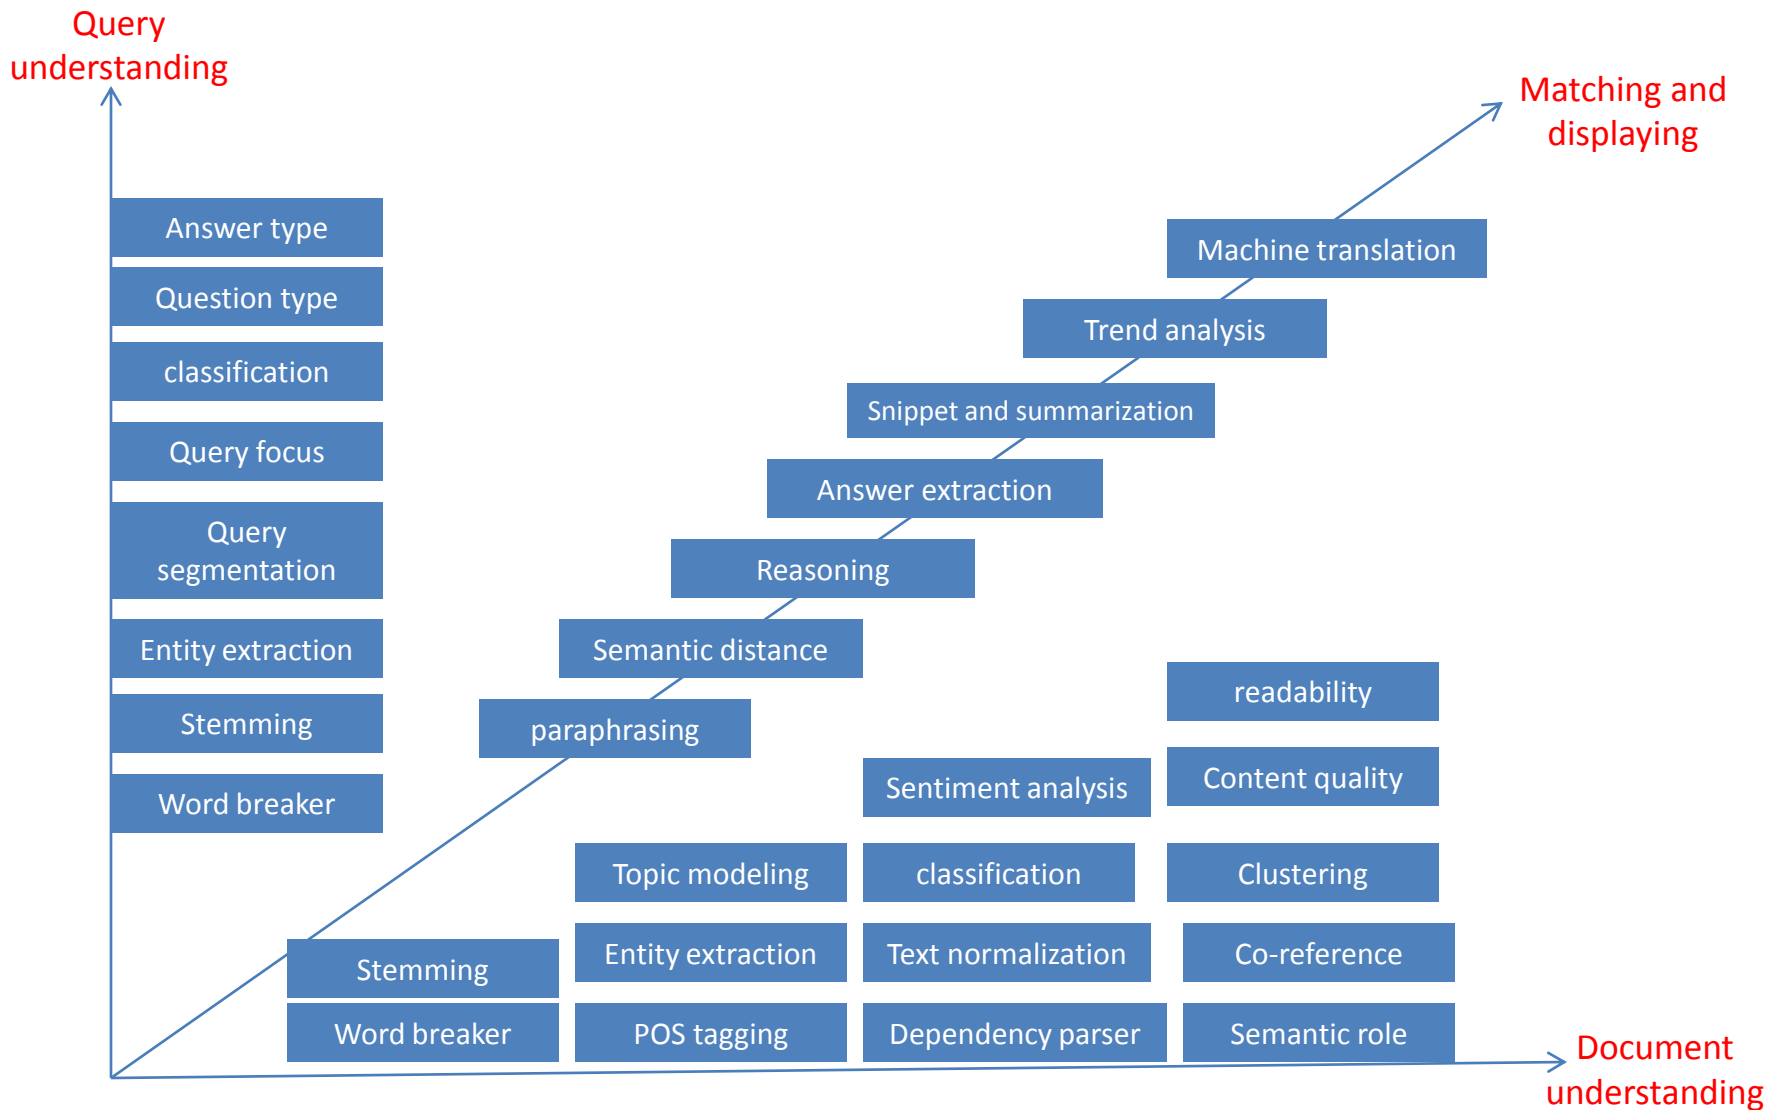 Query
understanding
Matching and
displaying
Answer type
Question type
classification
Query focus
Query
segmentation
Entity extraction
Stemming
Word breaker
Machine translation
Trend analysis
Snippet and summarization
Answer extraction
Reasoning
Semantic distance
paraphrasing
readability
Content quality
Sentiment analysis
Topic modeling
classification
Clustering
Stemming
Entity extraction
Text normalization
Co-reference
Word breaker
POS tagging
Dependency parser
Semantic role
Document
understanding